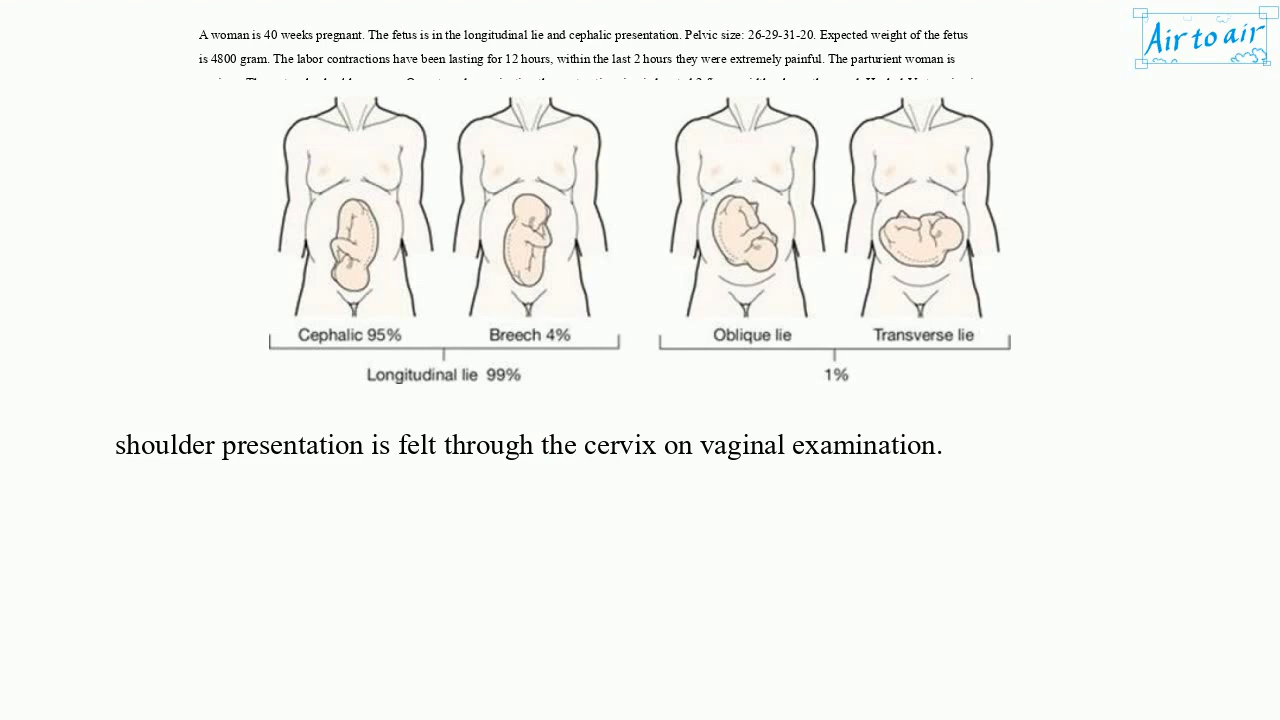 A woman is 40 weeks pregnant. The fetus is in the longitudinal lie and cephalic presentation. Pelvic size: 26-29-31-20. Expected weight of the fetus
is 4800 gram. The labor contractions have been lasting for 12 hours, within the last 2 hours they were extremely painful. The parturient woman is
Air to air
Cephalic 95%
Breech 4%
Oblique lie
Transverse lie
Longitudinal lie 99%
1%
shoulder presentation is felt through the cervix on vaginal examination.